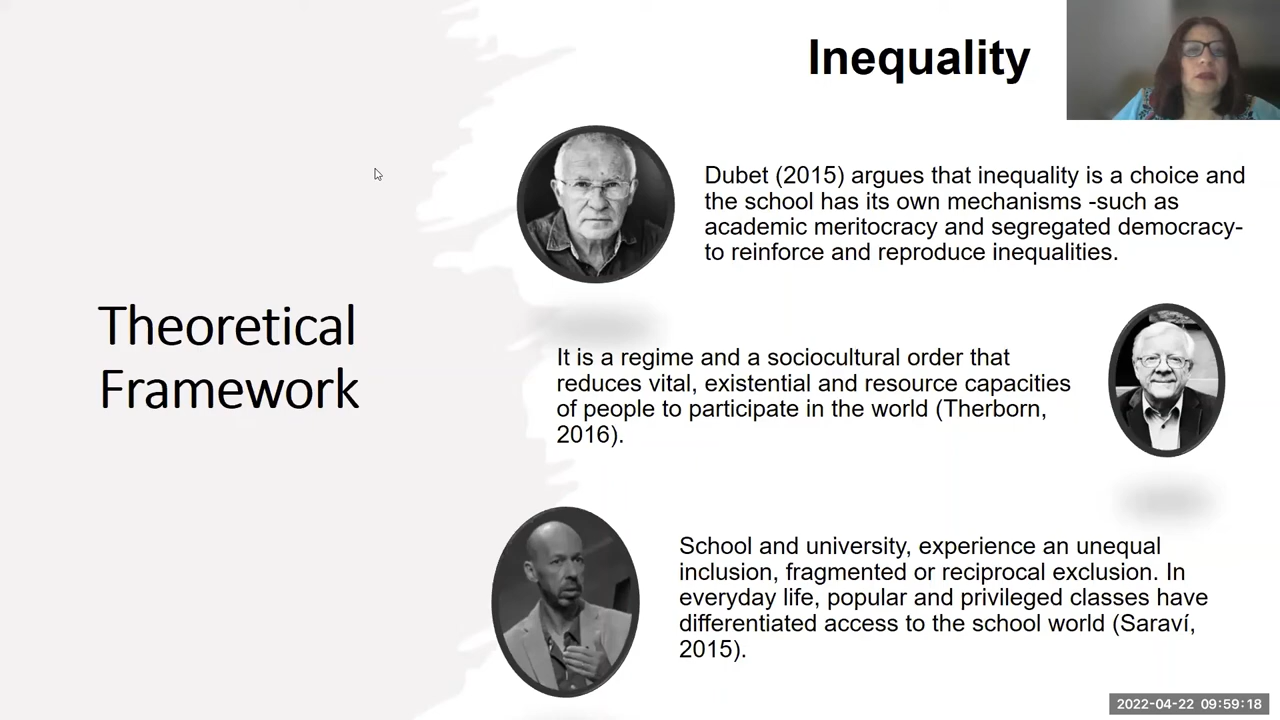 Inequality
Dubet (2015) argues that inequality is a choice and
the school has its own mechanisms -such as
academic meritocracy and segregated democracy-
to reinforce and reproduce inequalities.
Theoretical
Framework
It is a regime and a sociocultural order that
reduces vital, existential and resource capacities
of people to participate in the world (Therborn,
2016).
School and university, experience an unequal
inclusion, fragmented or reciprocal exclusion. In
everyday life, popular and privileged classes have
differentiated access to the school world (Saraví,
2015).
2022-04-22 09:59:18